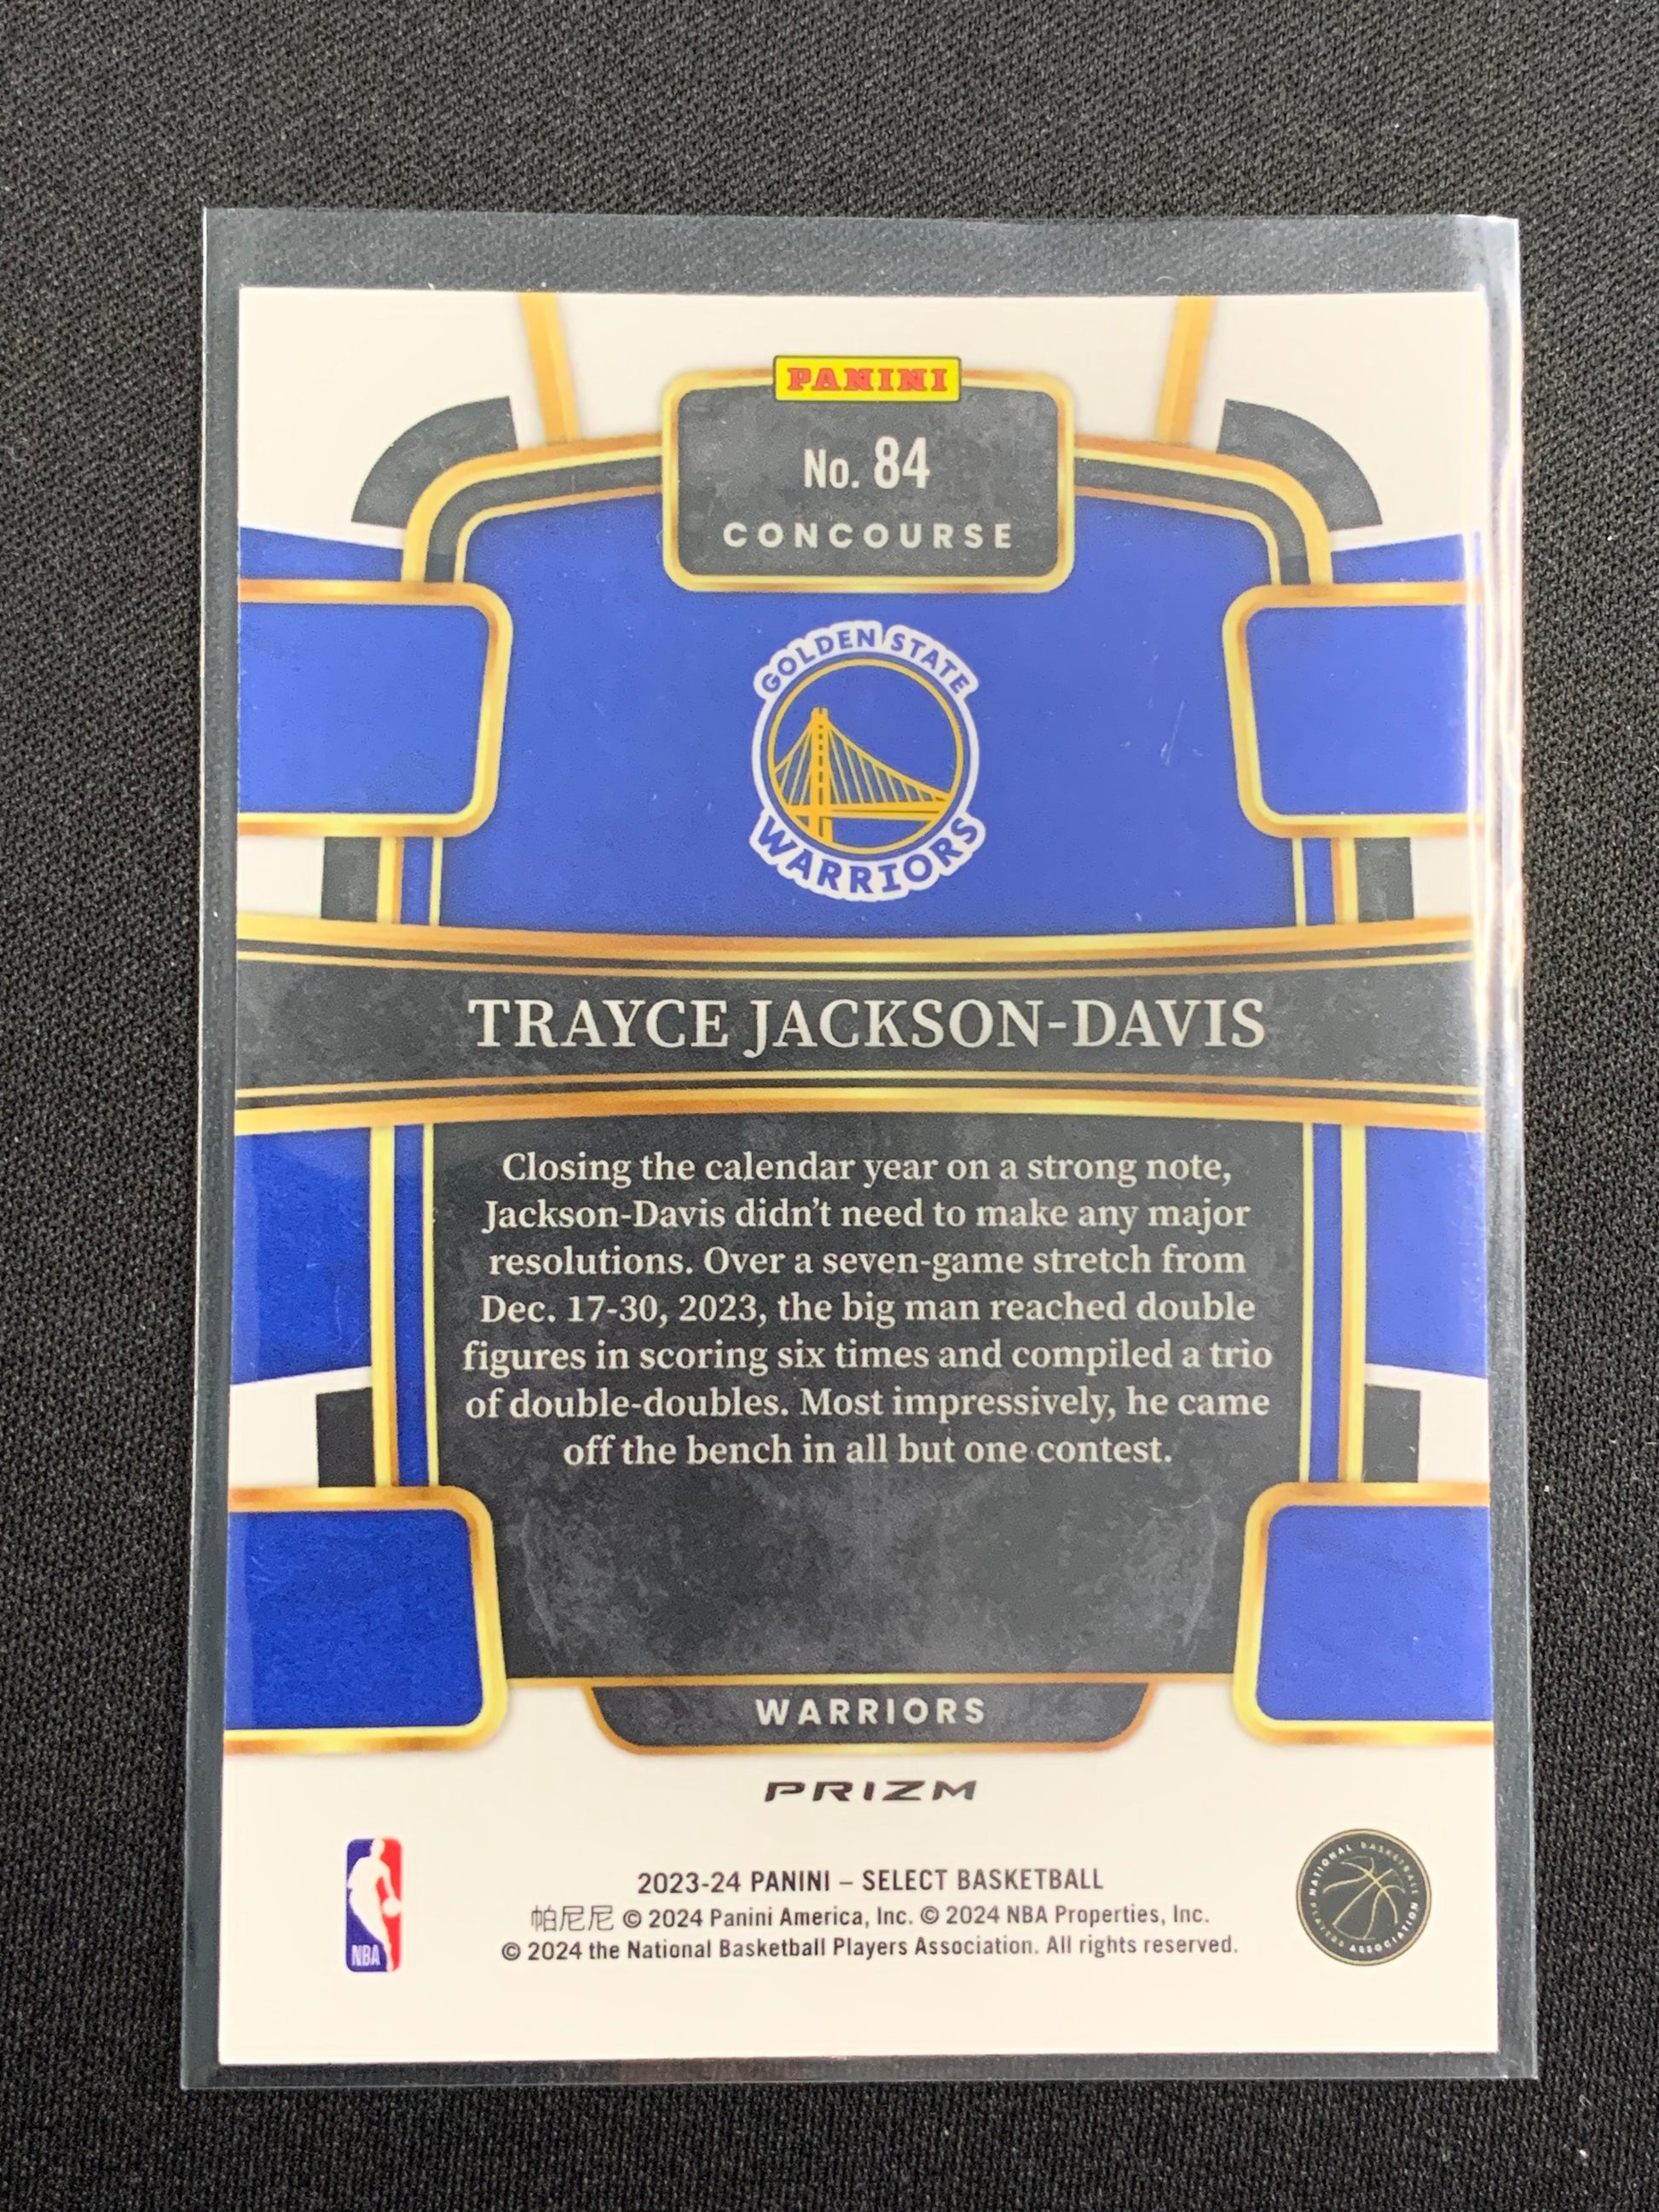 PANINI
No. 84
CONCOURSE
GOLDEN STATE
WARRIORS
TRAYCE JACKSON-DAVIS
Closing the calendar year on a strong note,
Jackson-Davis didn't need to make any major
resolutions. Over a seven-game stretch from
Dec. 17-30, 2023, the big man reached double
figures in scoring six times and compiled a trio
of double-doubles. Most impressively, he came
off the bench in all but one contest.
WARRIORS
PRIZM
NBA
NATIONAL BASKETBALL
PLAYERS ASSOCIATION
2023-24 PANINI – SELECT BASKETBALL
帕尼尼 © 2024 Panini America, Inc. © 2024 NBA Properties, Inc.
© 2024 the National Basketball Players Association. All rights reserved.